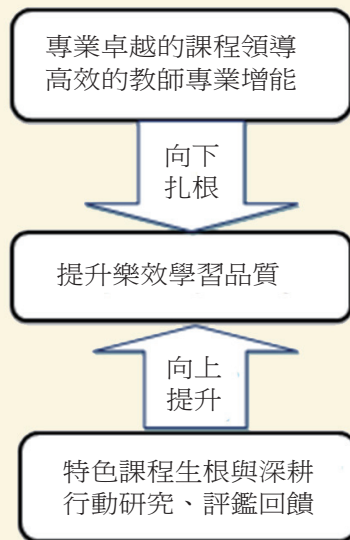 專業卓越的課程領導
高效的教師專業增能
向下
扎根
提升樂效學習品質
向上
提升
特色課程生根與深耕
行動研究、評鑑回饋